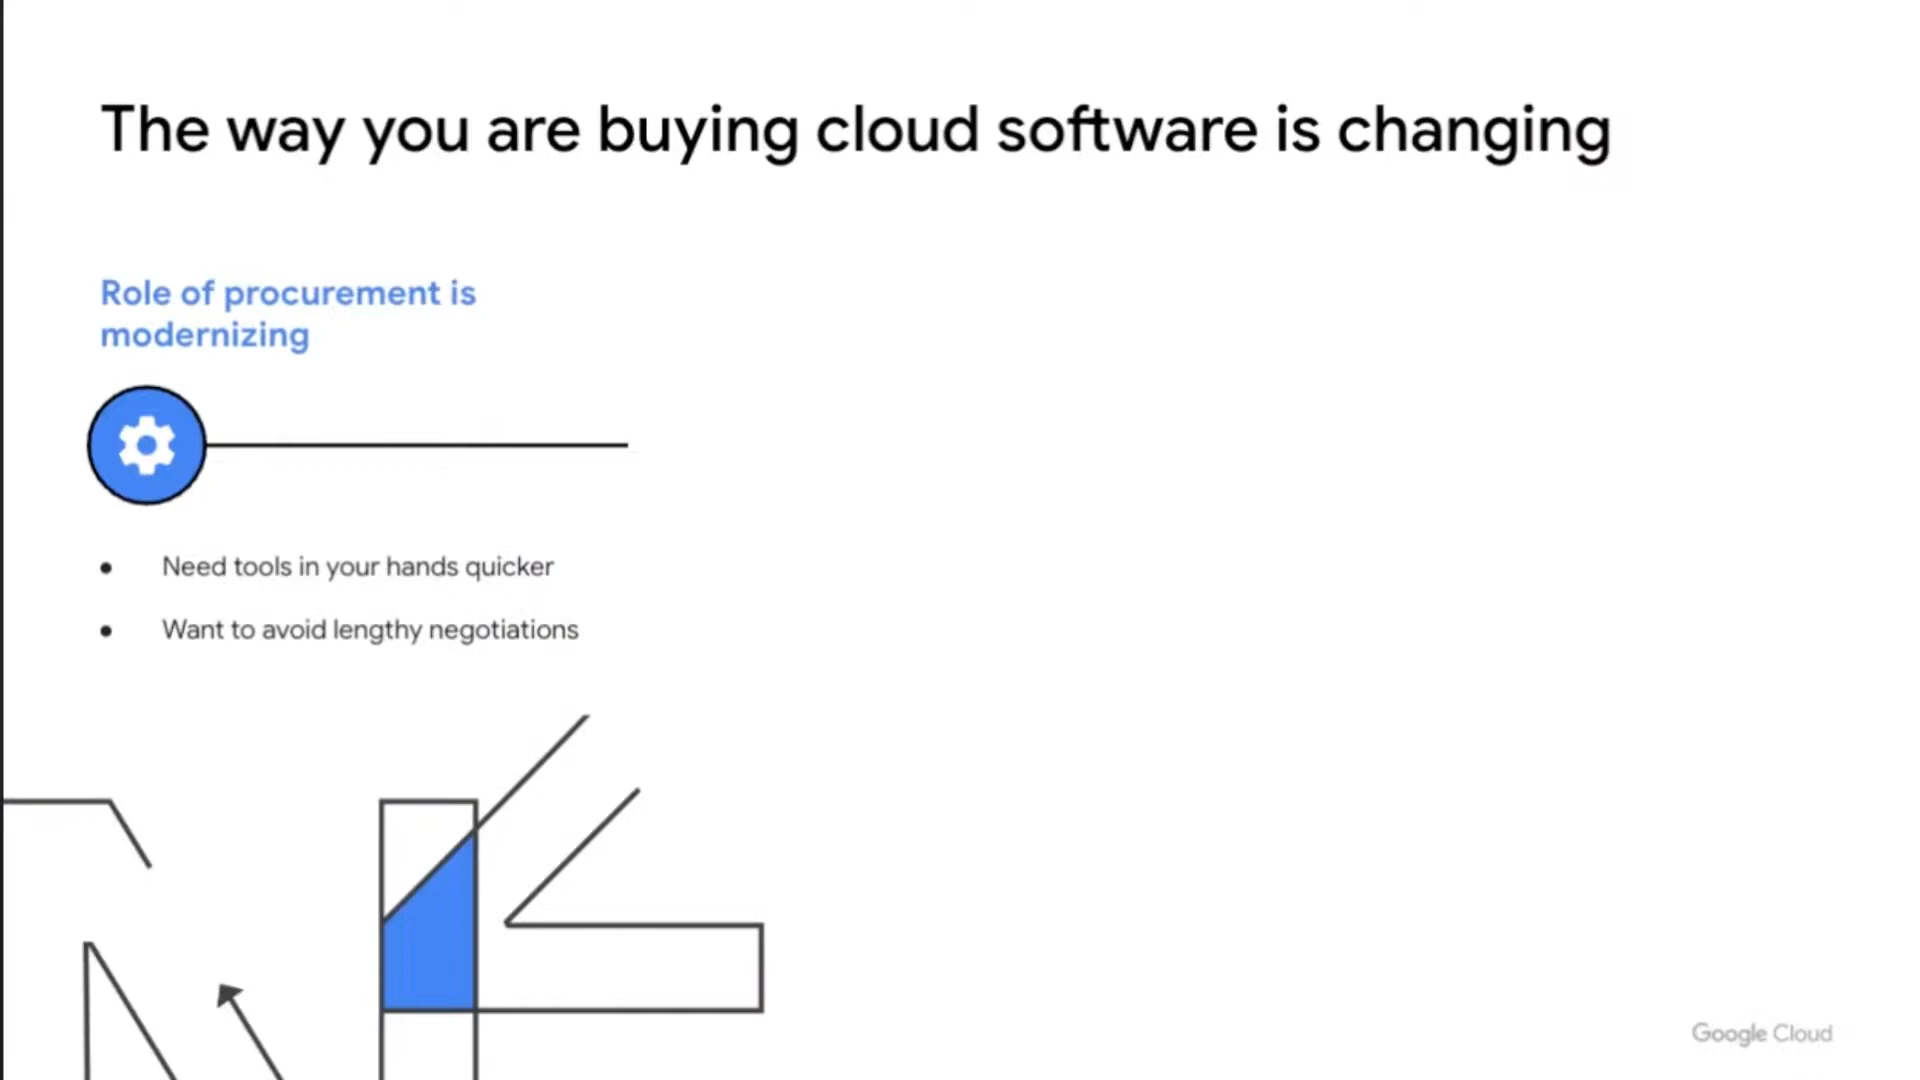 The way you are buying cloud software is changing
Role of procurement is
modernizing
Need tools in your hands quicker
Want to avoid lengthy negotiations
Google Cloud